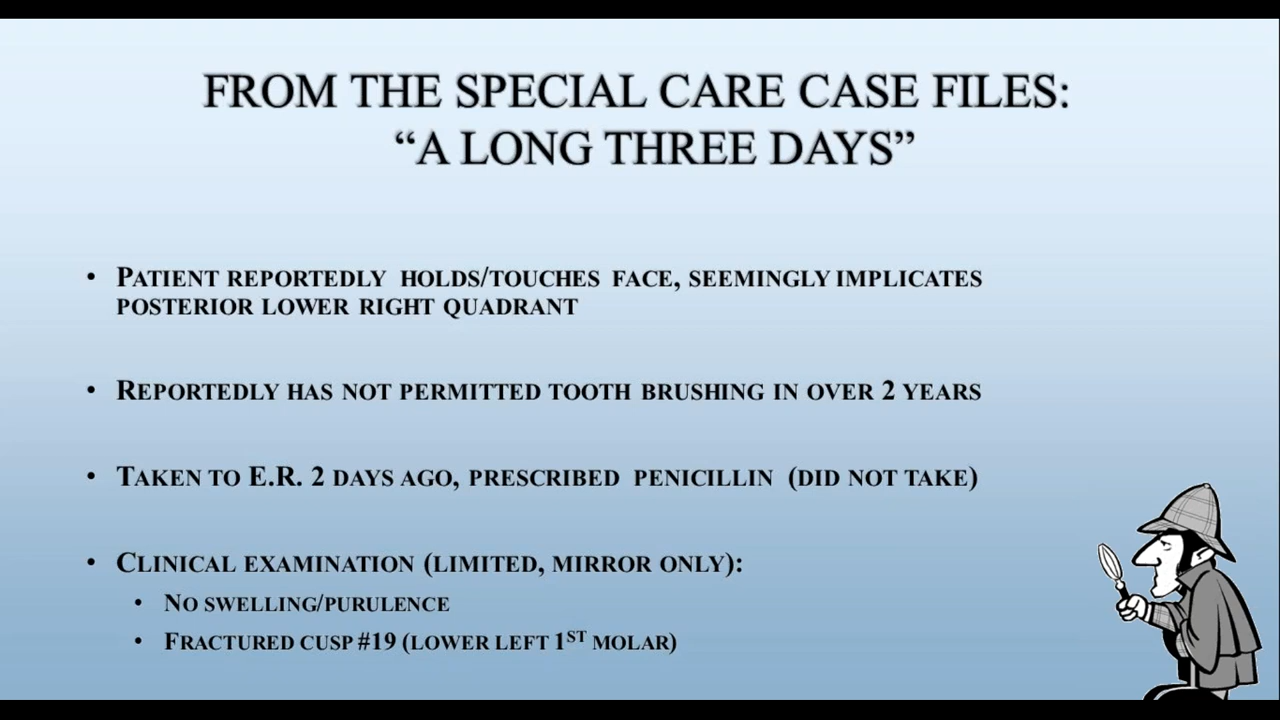 FROM THE SPECIAL CARE CASE FILES:
“A LONG THREE DAYS”
• PATIENT REPORTEDLY HOLDS/TOUCHES FACE, SEEMINGLY IMPLICATES
POSTERIOR LOWER RIGHT QUADRANT
• REPORTEDLY HAS NOT PERMITTED TOOTH BRUSHING IN OVER 2 YEARS
• TAKEN TO E.R. 2 DAYS AGO, PRESCRIBED PENICILLIN (DID NOT TAKE)
• CLINICAL EXAMINATION (LIMITED, MIRROR ONLY):
• NO SWELLING/PURULENCE
• FRACTURED CUSP #19 (LOWER LEFT 1ST MOLAR)